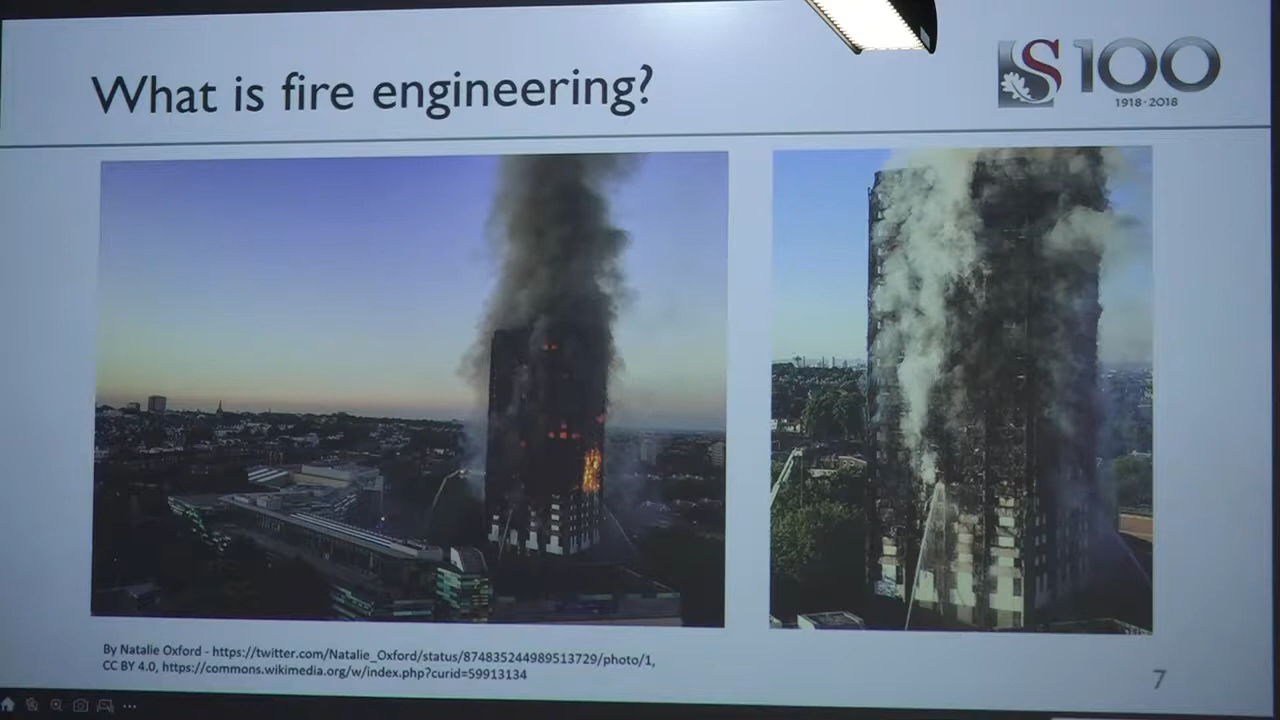 What is fire engineering?
S100
1918 · 2018
By Natalie Oxford - https://twitter.com/Natalie_Oxford/status/874835244989513729/photo/1,
CC BY 4.0, https://commons.wikimedia.org/w/index.php?curid=59913134
7